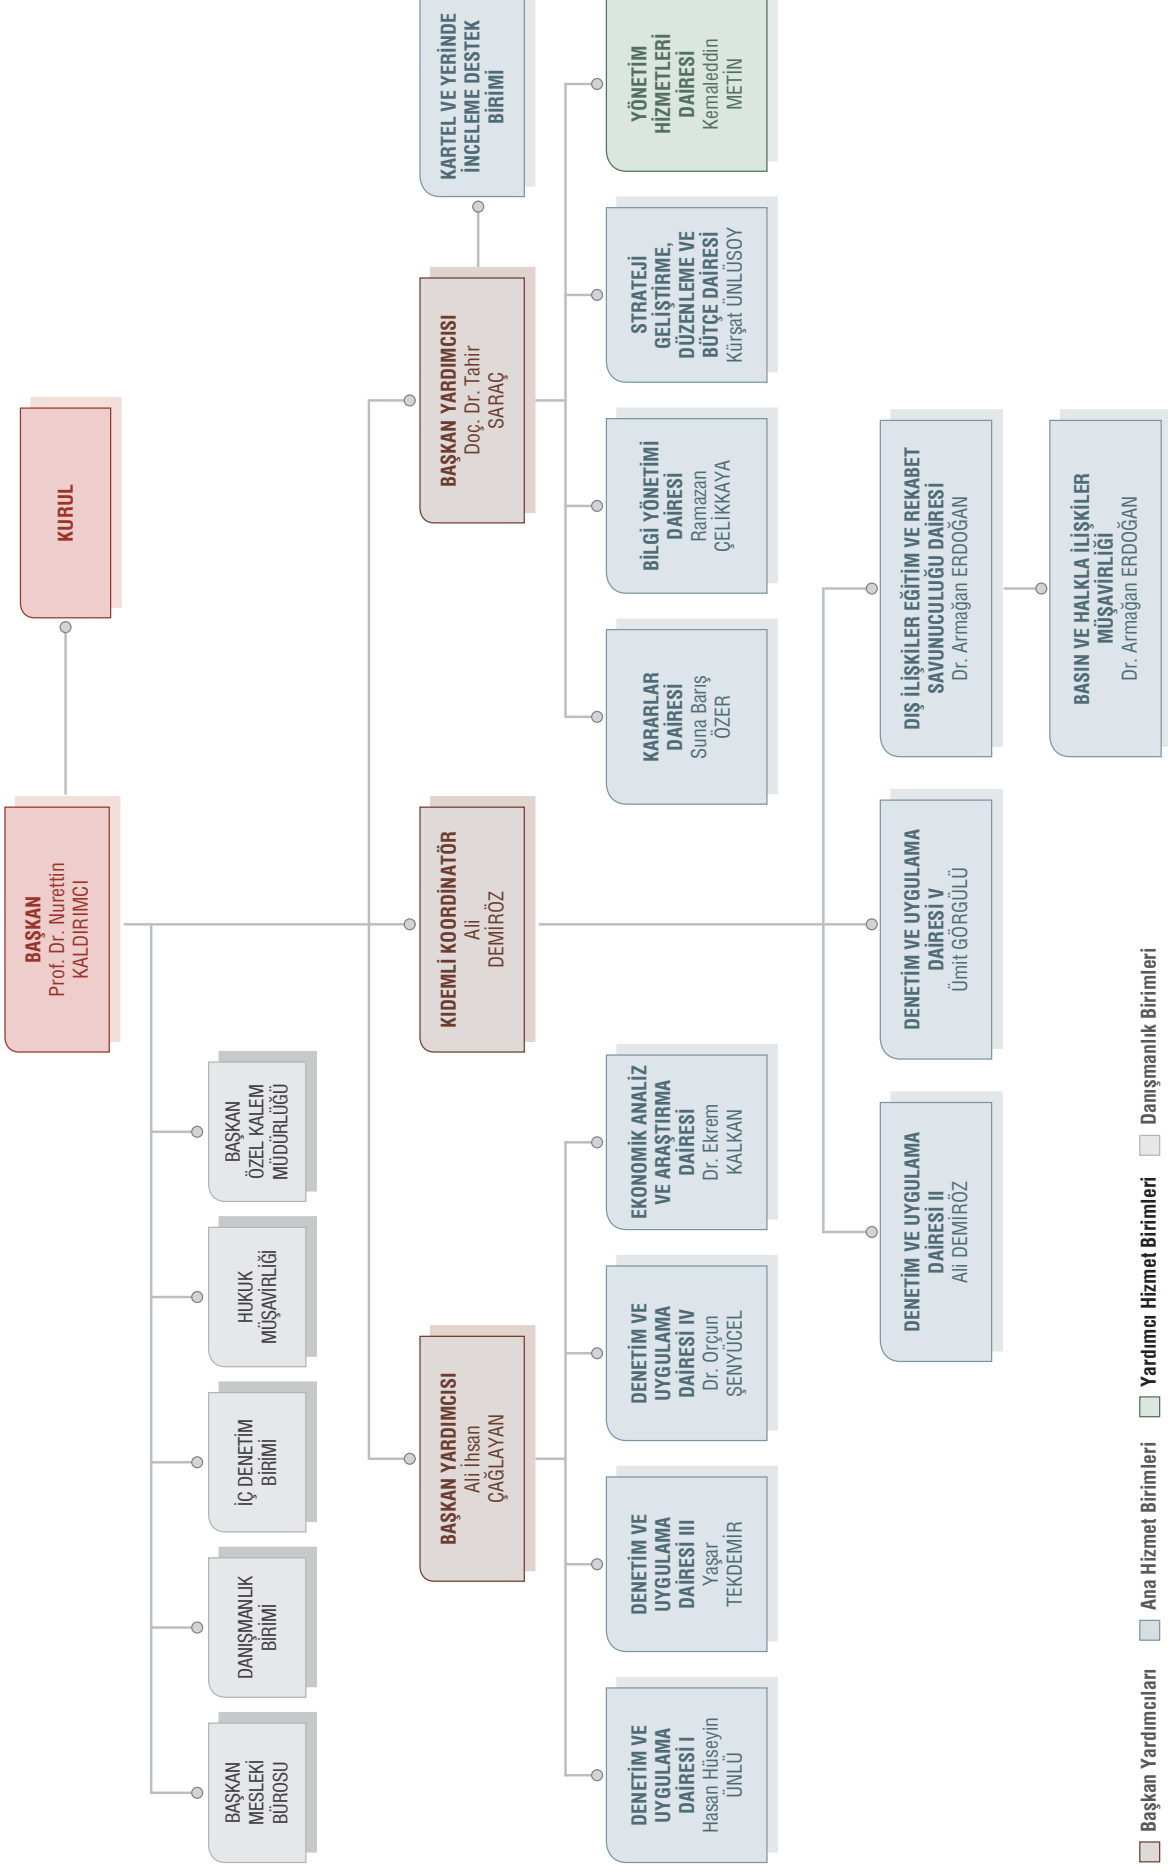 BAŞKAN
Prof. Dr. Nurettin
KALDIRIMCI
KURUL
BAŞKAN
MESLEKİ
BÜROSU
DANIŞMANLIK
BİRİMİ
İÇ DENETİM
BİRİMİ
HUKUK
MÜŞAVİRLİĞİ
BAŞKAN
ÖZEL KALEM
MÜDÜRLÜĞÜ
BAŞKAN YARDIMCISI
Ali İhsan
ÇAĞLAYAN
KIDEMLİ KOORDİNATÖR
Ali
DEMİRÖZ
BAŞKAN YARDIMCISI
Doç. Dr. Tahir
SARAÇ
KARTEL VE YERİNDE
İNCELEME DESTEK
BİRİMİ
DENETİM VE
UYGULAMA
DAİRESİ I
Hasan Hüseyin
ÜNLÜ
DENETİM VE
UYGULAMA
DAİRESİ III
Yaşar
TEKDEMİR
DENETİM VE
UYGULAMA
DAİRESİ IV
Dr. Orçun
ŞENYÜCEL
EKONOMİK ANALİZ
VE ARAŞTIRMA
DAİRESİ
Dr. Ekrem
KALKAN
KARARLAR
DAİRESİ
Suna Barış
ÖZER
BİLGİ YÖNETİMİ
DAİRESİ
Ramazan
ÇELİKKAYA
STRATEJİ
GELİŞTİRME,
DÜZENLEME VE
BÜTÇE DAİRESİ
Kürşat ÜNLÜSOY
YÖNETİM
HİZMETLERİ
DAİRESİ
Kemaleddin
METİN
DENETİM VE UYGULAMA
DAİRESİ II
Ali DEMİRÖZ
DENETİM VE UYGULAMA
DAİRESİ V
Ümit GÖRGÜLÜ
DIŞ İLİŞKİLER EĞİTİM VE REKABET
SAVUNUCULUĞU DAİRESİ
Dr. Armağan ERDOĞAN
BASIN VE HALKLA İLİŞKİLER
MÜŞAVİRLİĞİ
Dr. Armağan ERDOĞAN
Başkan Yardımcıları
Ana Hizmet Birimleri
Yardımcı Hizmet Birimleri
Danışmanlık Birimleri